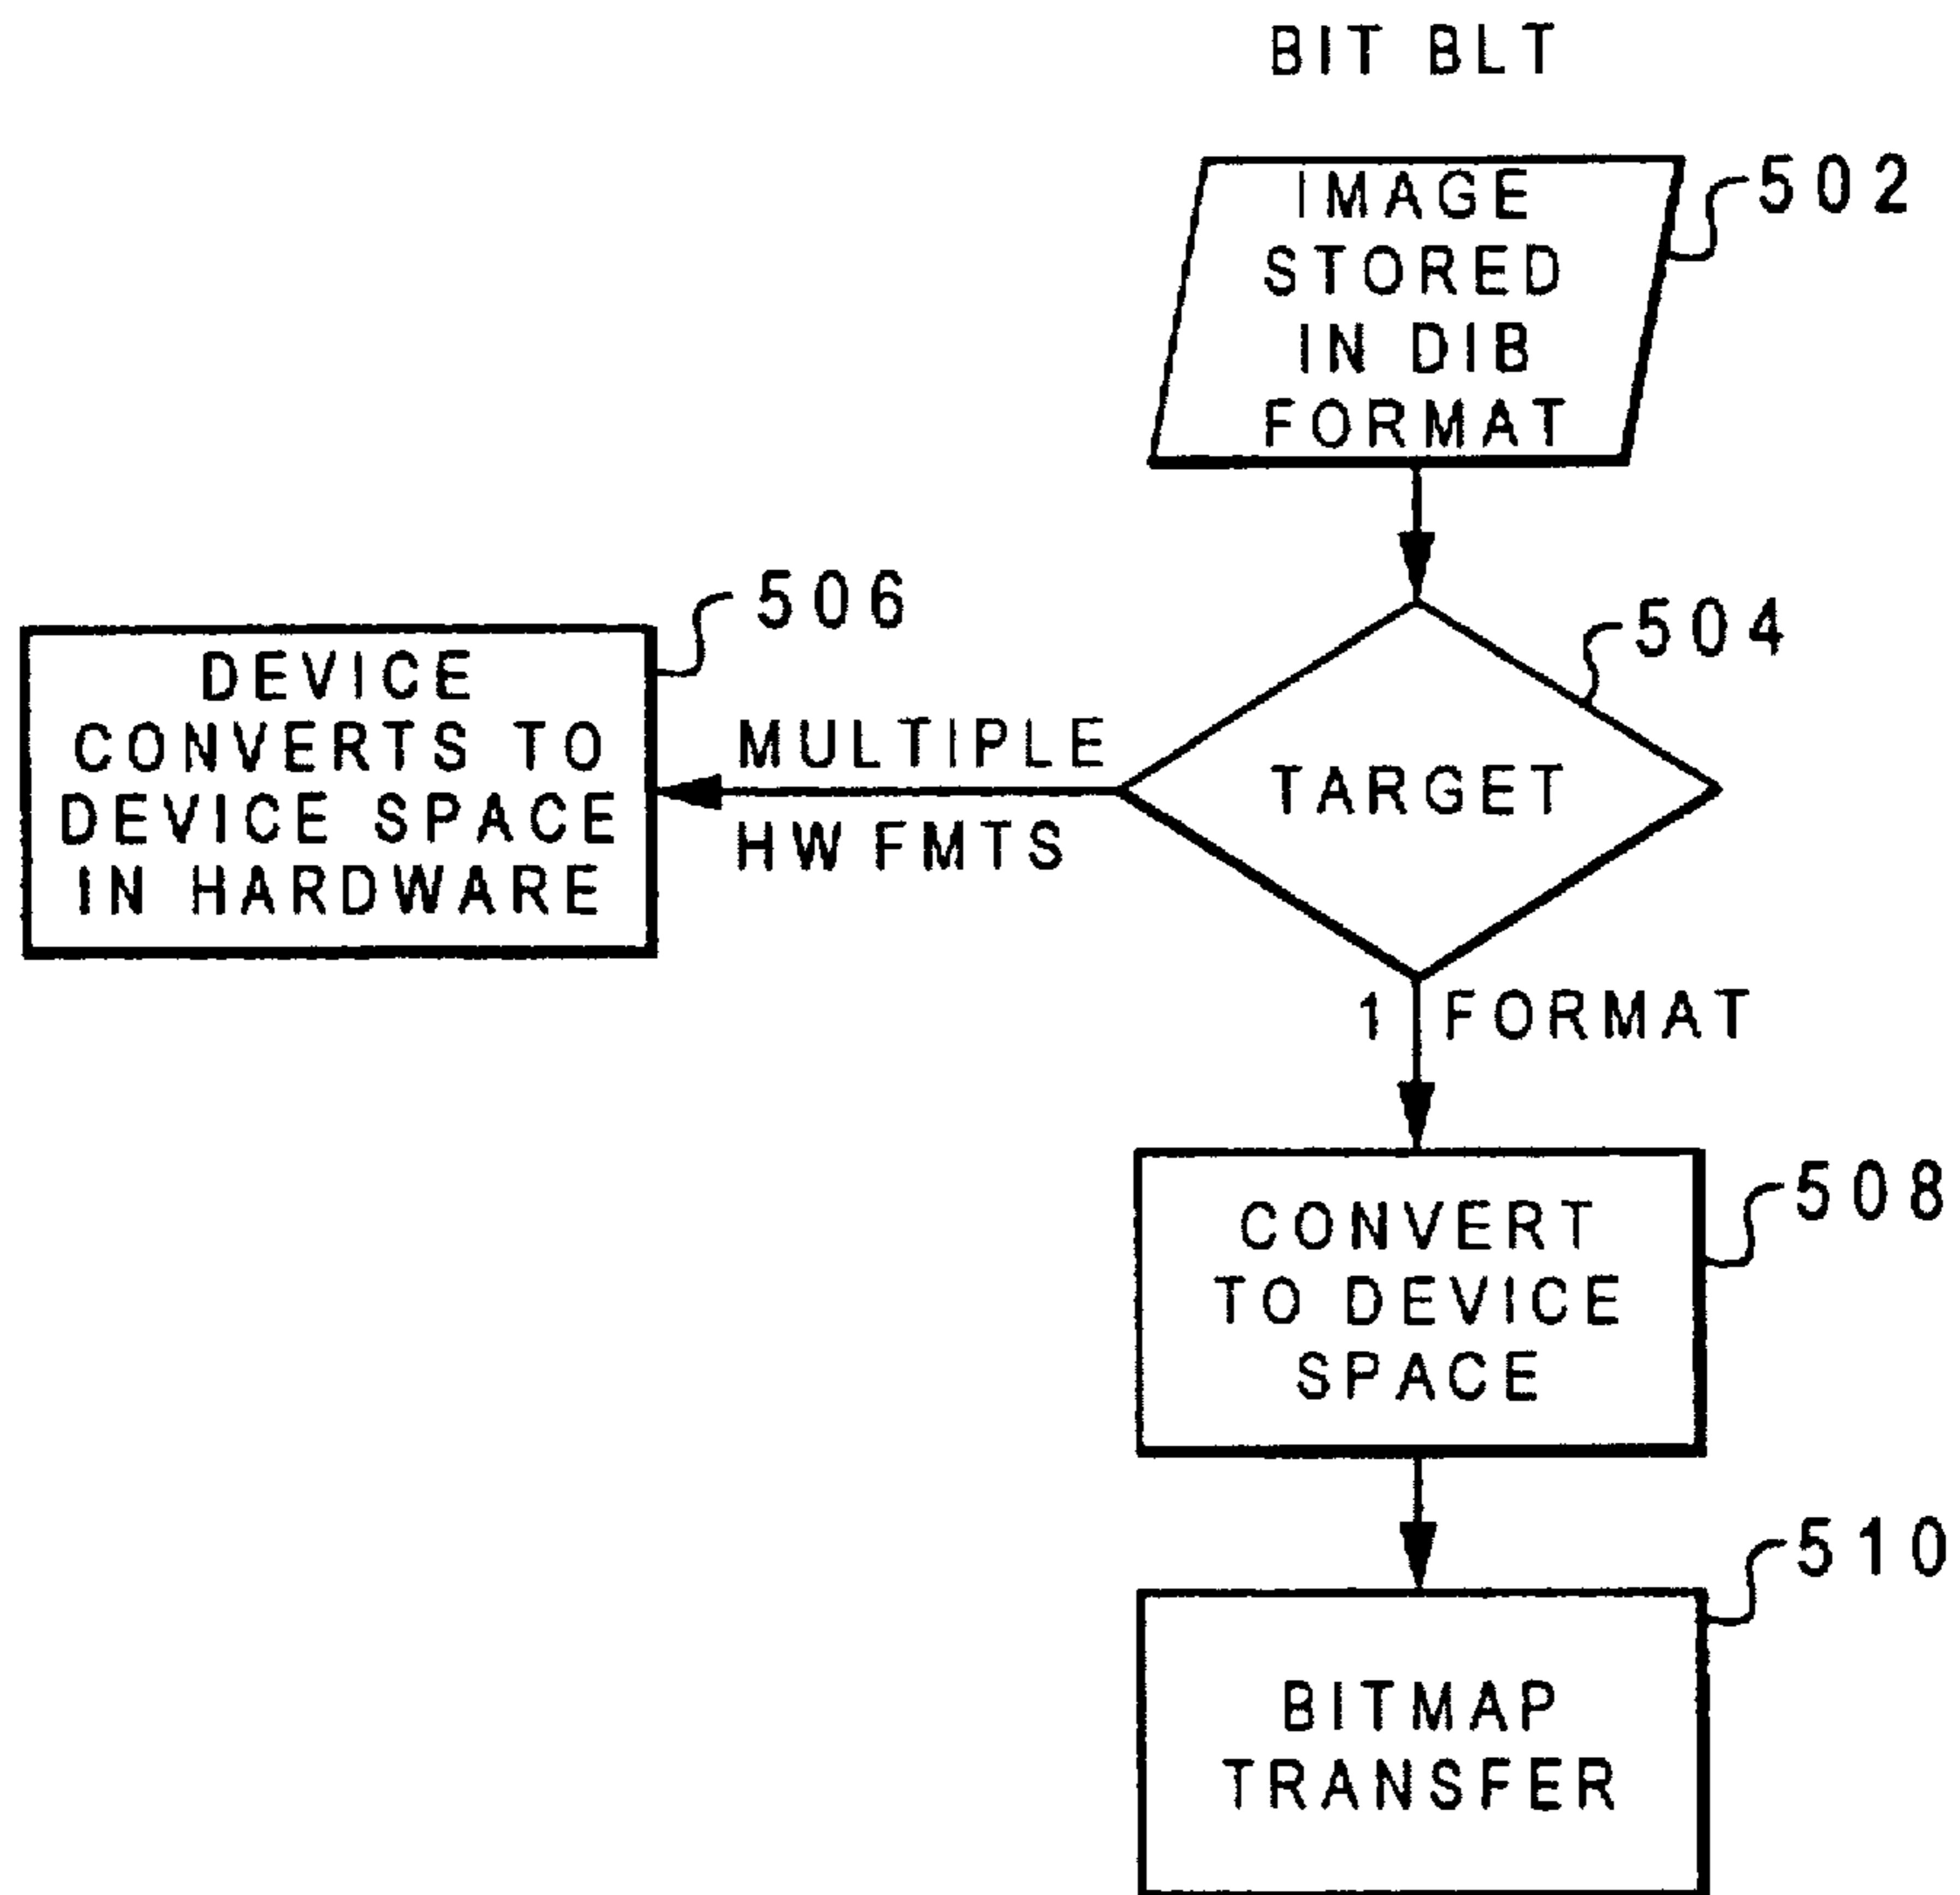 BIT BLT
IMAGE
STORED
IN DIB
FORMAT
502
504
TARGET
MULTIPLE
HW FMTS
506
DEVICE
CONVERTS TO
DEVICE SPACE
IN HARDWARE
1 FORMAT
508
CONVERT
TO DEVICE
SPACE
510
BITMAP
TRANSFER